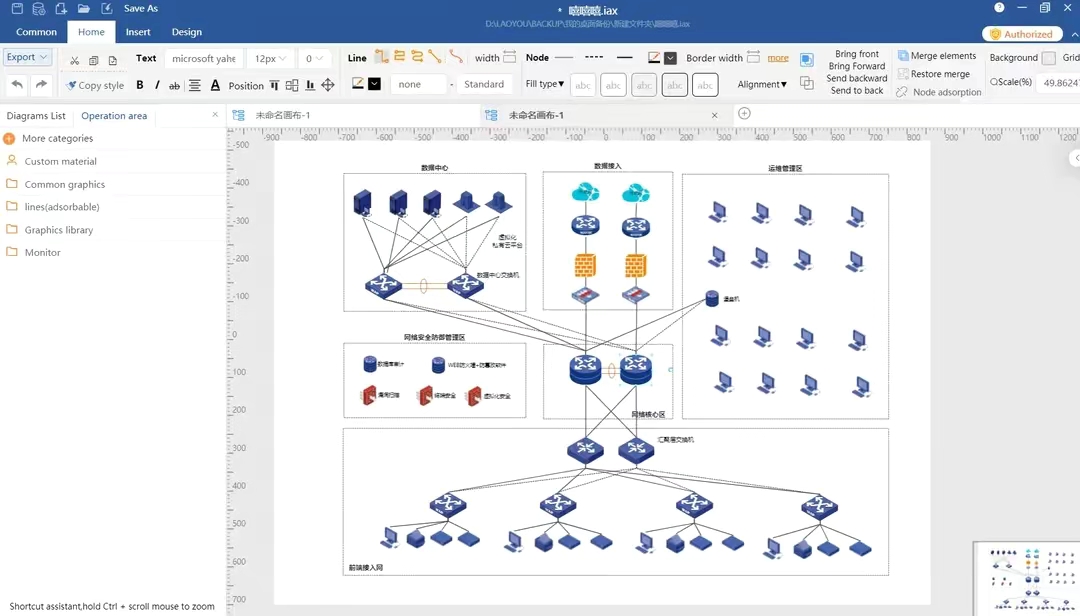 Save As
嘻嘻嘻.iax
D:\LAOYOU\BACKUP\我的桌面备份\新建文件夹\嘻嘻嘻.iax
Common
Home
Insert
Design
Authorized
Export
Text
microsoft yahe
12px
0
Line
width
Node
Border width
more
Bring front
Bring Forward
Send backward
Send to back
Merge elements
Restore merge
Node adsorption
Background
Grid
Copy style
B
I
ab
A
Position
none
Standard
Fill type
abc
abc
abc
abc
abc
Alignment
Scale(%)
49.8624
Diagrams List
Operation area
未命名画布-1
未命名画布-1
More categories
Custom material
Common graphics
lines(adsorbable)
Graphics library
Monitor
-900 -800 -700 -600 -500 -400 -300 -200 -100 0 100 200 300 400 500 600 700 800 900 1000 1100 1200
-500
-400
-300
-200
-100
0
100
200
300
400
500
600
700
数据中心
数据接入
运维管理区
虚拟化
私有云平台
数据中心交换机
堡垒机
网络安全防御管理区
数据库审计
WEB防火墙+防篡改软件
漏洞扫描
终端安全
虚拟化安全
网络核心区
汇聚层交换机
前端接入网
Shortcut assistant,hold Ctrl + scroll mouse to zoom